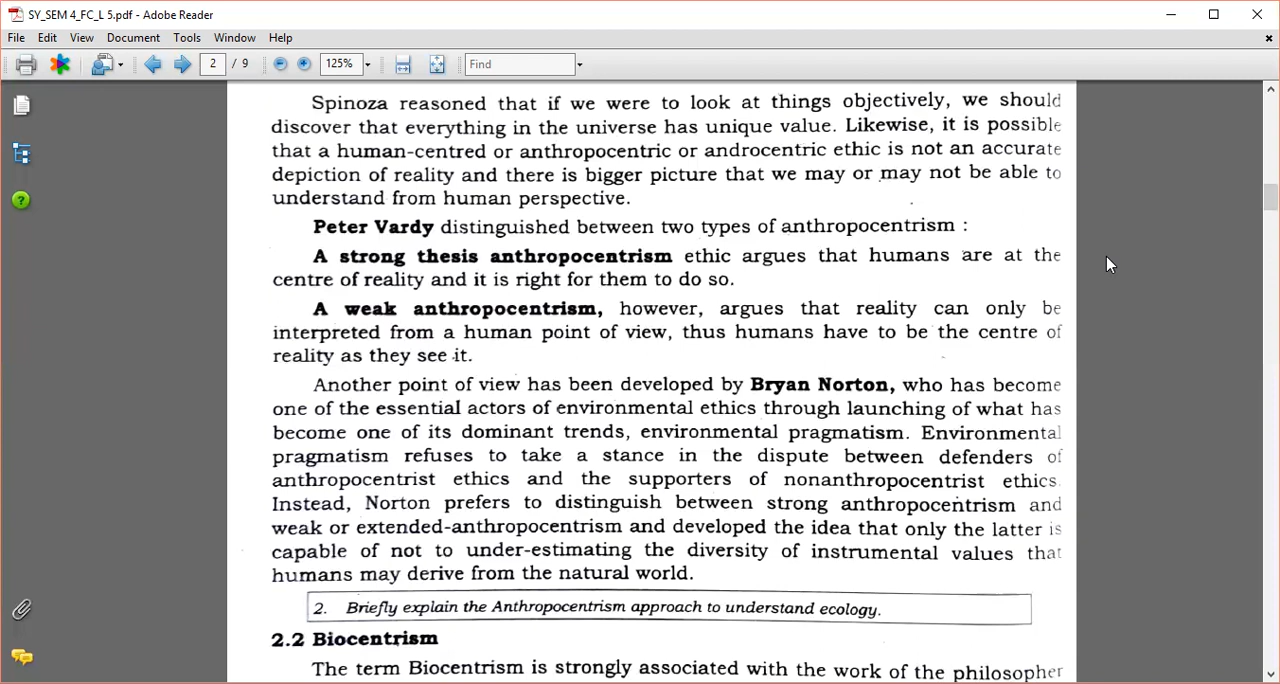 SY_SEM 4_FC_L 5.pdf - Adobe Reader
File Edit View Document Tools Window Help
2 / 9 125% Find
Spinoza reasoned that if we were to look at things objectively, we should
discover that everything in the universe has unique value. Likewise, it is possible
that a human-centred or anthropocentric or androcentric ethic is not an accurate
depiction of reality and there is bigger picture that we may or may not be able to
understand from human perspective.
Peter Vardy distinguished between two types of anthropocentrism :
A strong thesis anthropocentrism ethic argues that humans are at the
centre of reality and it is right for them to do so.
A weak anthropocentrism, however, argues that reality can only be
interpreted from a human point of view, thus humans have to be the centre of
reality as they see it.
Another point of view has been developed by Bryan Norton, who has become
one of the essential actors of environmental ethics through launching of what has
become one of its dominant trends, environmental pragmatism. Environmental
pragmatism refuses to take a stance in the dispute between defenders of
anthropocentrist ethics and the supporters of nonanthropocentrist ethics.
Instead, Norton prefers to distinguish between strong anthropocentrism and
weak or extended-anthropocentrism and developed the idea that only the latter is
capable of not to under-estimating the diversity of instrumental values that
humans may derive from the natural world.
2. Briefly explain the Anthropocentrism approach to understand ecology.
2.2 Biocentrism
The term Biocentrism is strongly associated with the work of the philosopher